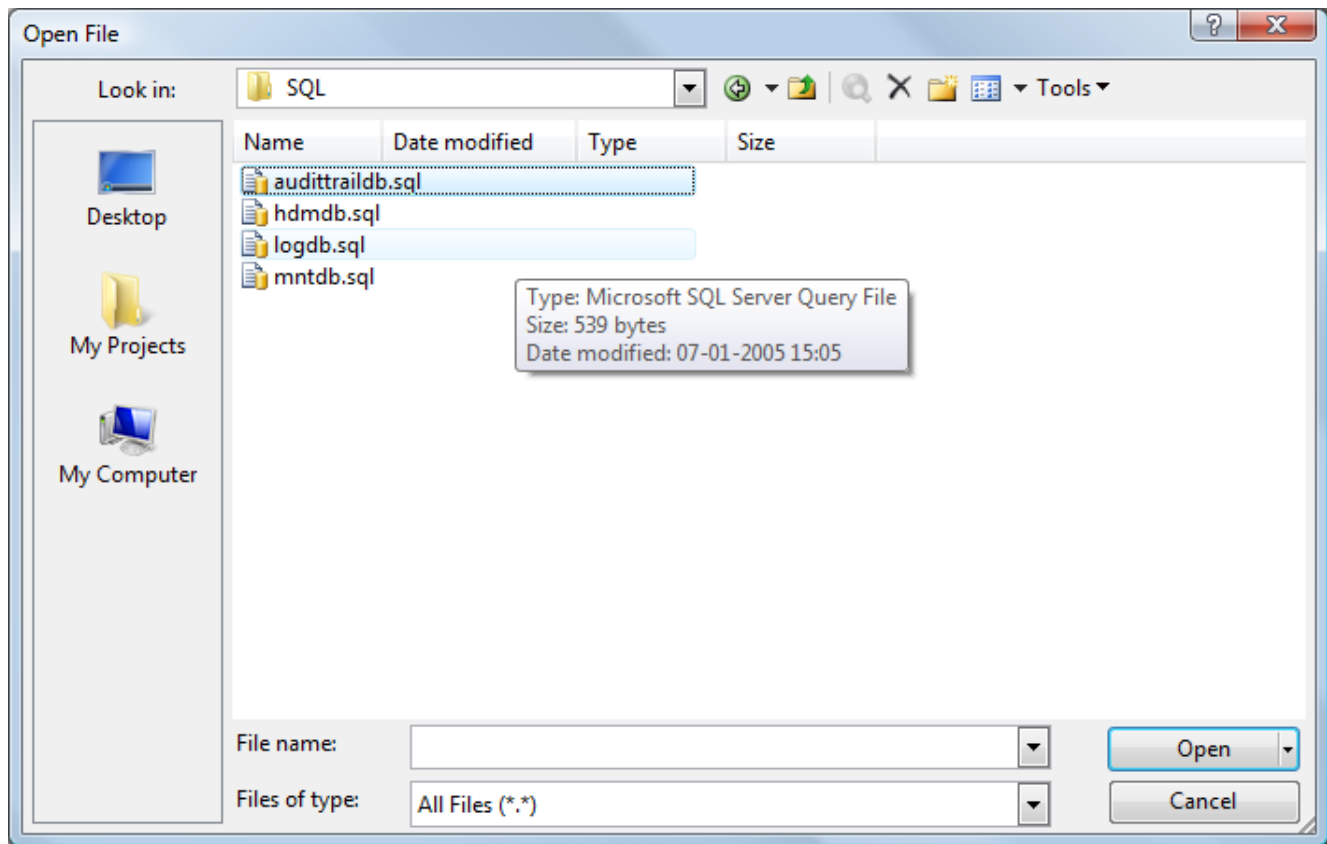 Open File
Look in:
SQL
Tools
Name Date modified Type Size
audittraildb.sql
hdmdb.sql
logdb.sql
mntdb.sql
Type: Microsoft SQL Server Query File
Size: 539 bytes
Date modified: 07-01-2005 15:05
Desktop
My Projects
My Computer
File name:
Open
Files of type:
All Files (*.*)
Cancel